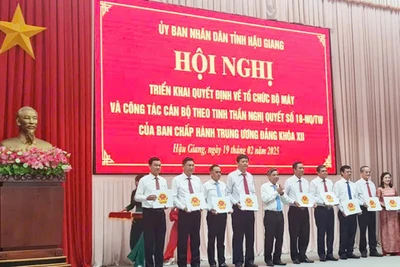 ỦY BAN NHÂN DÂN TỈNH HẬU GIANG
HỘI NGHỊ
TRIỂN KHAI QUYẾT ĐỊNH VỀ TỔ CHỨC BỘ MÁY
VÀ CÔNG TÁC CÁN BỘ THEO TINH THẦN NGHỊ QUYẾT SỐ 18-NQ/TW
CỦA BAN CHẤP HÀNH TRUNG ƯƠNG ĐẢNG KHÓA XII
Hậu Giang, ngày 19 tháng 02 năm 2025